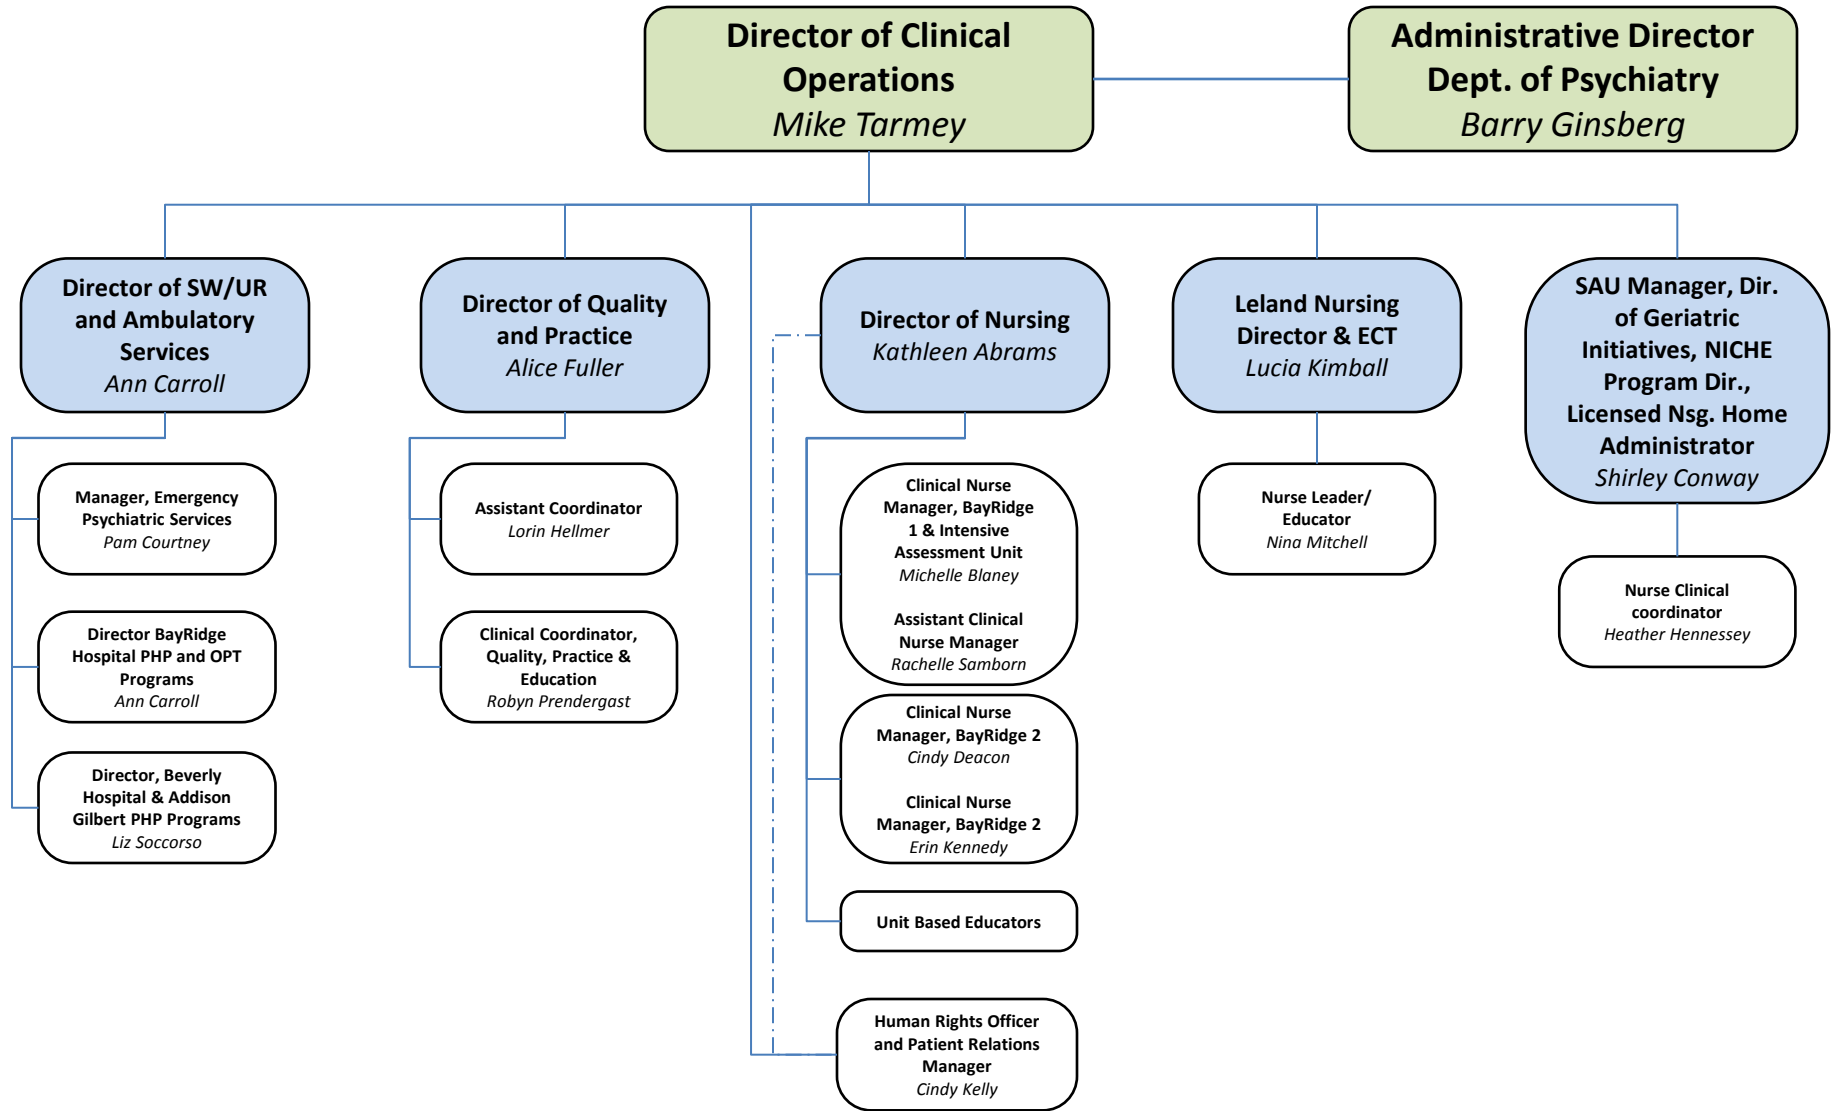 Director of Clinical
Operations
Mike Tarmey
Administrative Director
Dept. of Psychiatry
Barry Ginsberg
Director of SW/UR
and Ambulatory
Services
Ann Carroll
Director of Quality
and Practice
Alice Fuller
Director of Nursing
Kathleen Abrams
Leland Nursing
Director & ECT
Lucia Kimball
SAU Manager, Dir.
of Geriatric
Initiatives, NICHE
Program Dir.,
Licensed Nsg. Home
Administrator
Shirley Conway
Manager, Emergency
Psychiatric Services
Pam Courtney
Director BayRidge
Hospital PHP and OPT
Programs
Ann Carroll
Director, Beverly
Hospital & Addison
Gilbert PHP Programs
Liz Soccorso
Assistant Coordinator
Lorin Hellmer
Clinical Coordinator,
Quality, Practice &
Education
Robyn Prendergast
Clinical Nurse
Manager, BayRidge
1 & Intensive
Assessment Unit
Michelle Blaney
Assistant Clinical
Nurse Manager
Rachelle Samborn
Clinical Nurse
Manager, BayRidge 2
Cindy Deacon
Clinical Nurse
Manager, BayRidge 2
Erin Kennedy
Unit Based Educators
Human Rights Officer
and Patient Relations
Manager
Cindy Kelly
Nurse Leader/
Educator
Nina Mitchell
Nurse Clinical
coordinator
Heather Hennessey